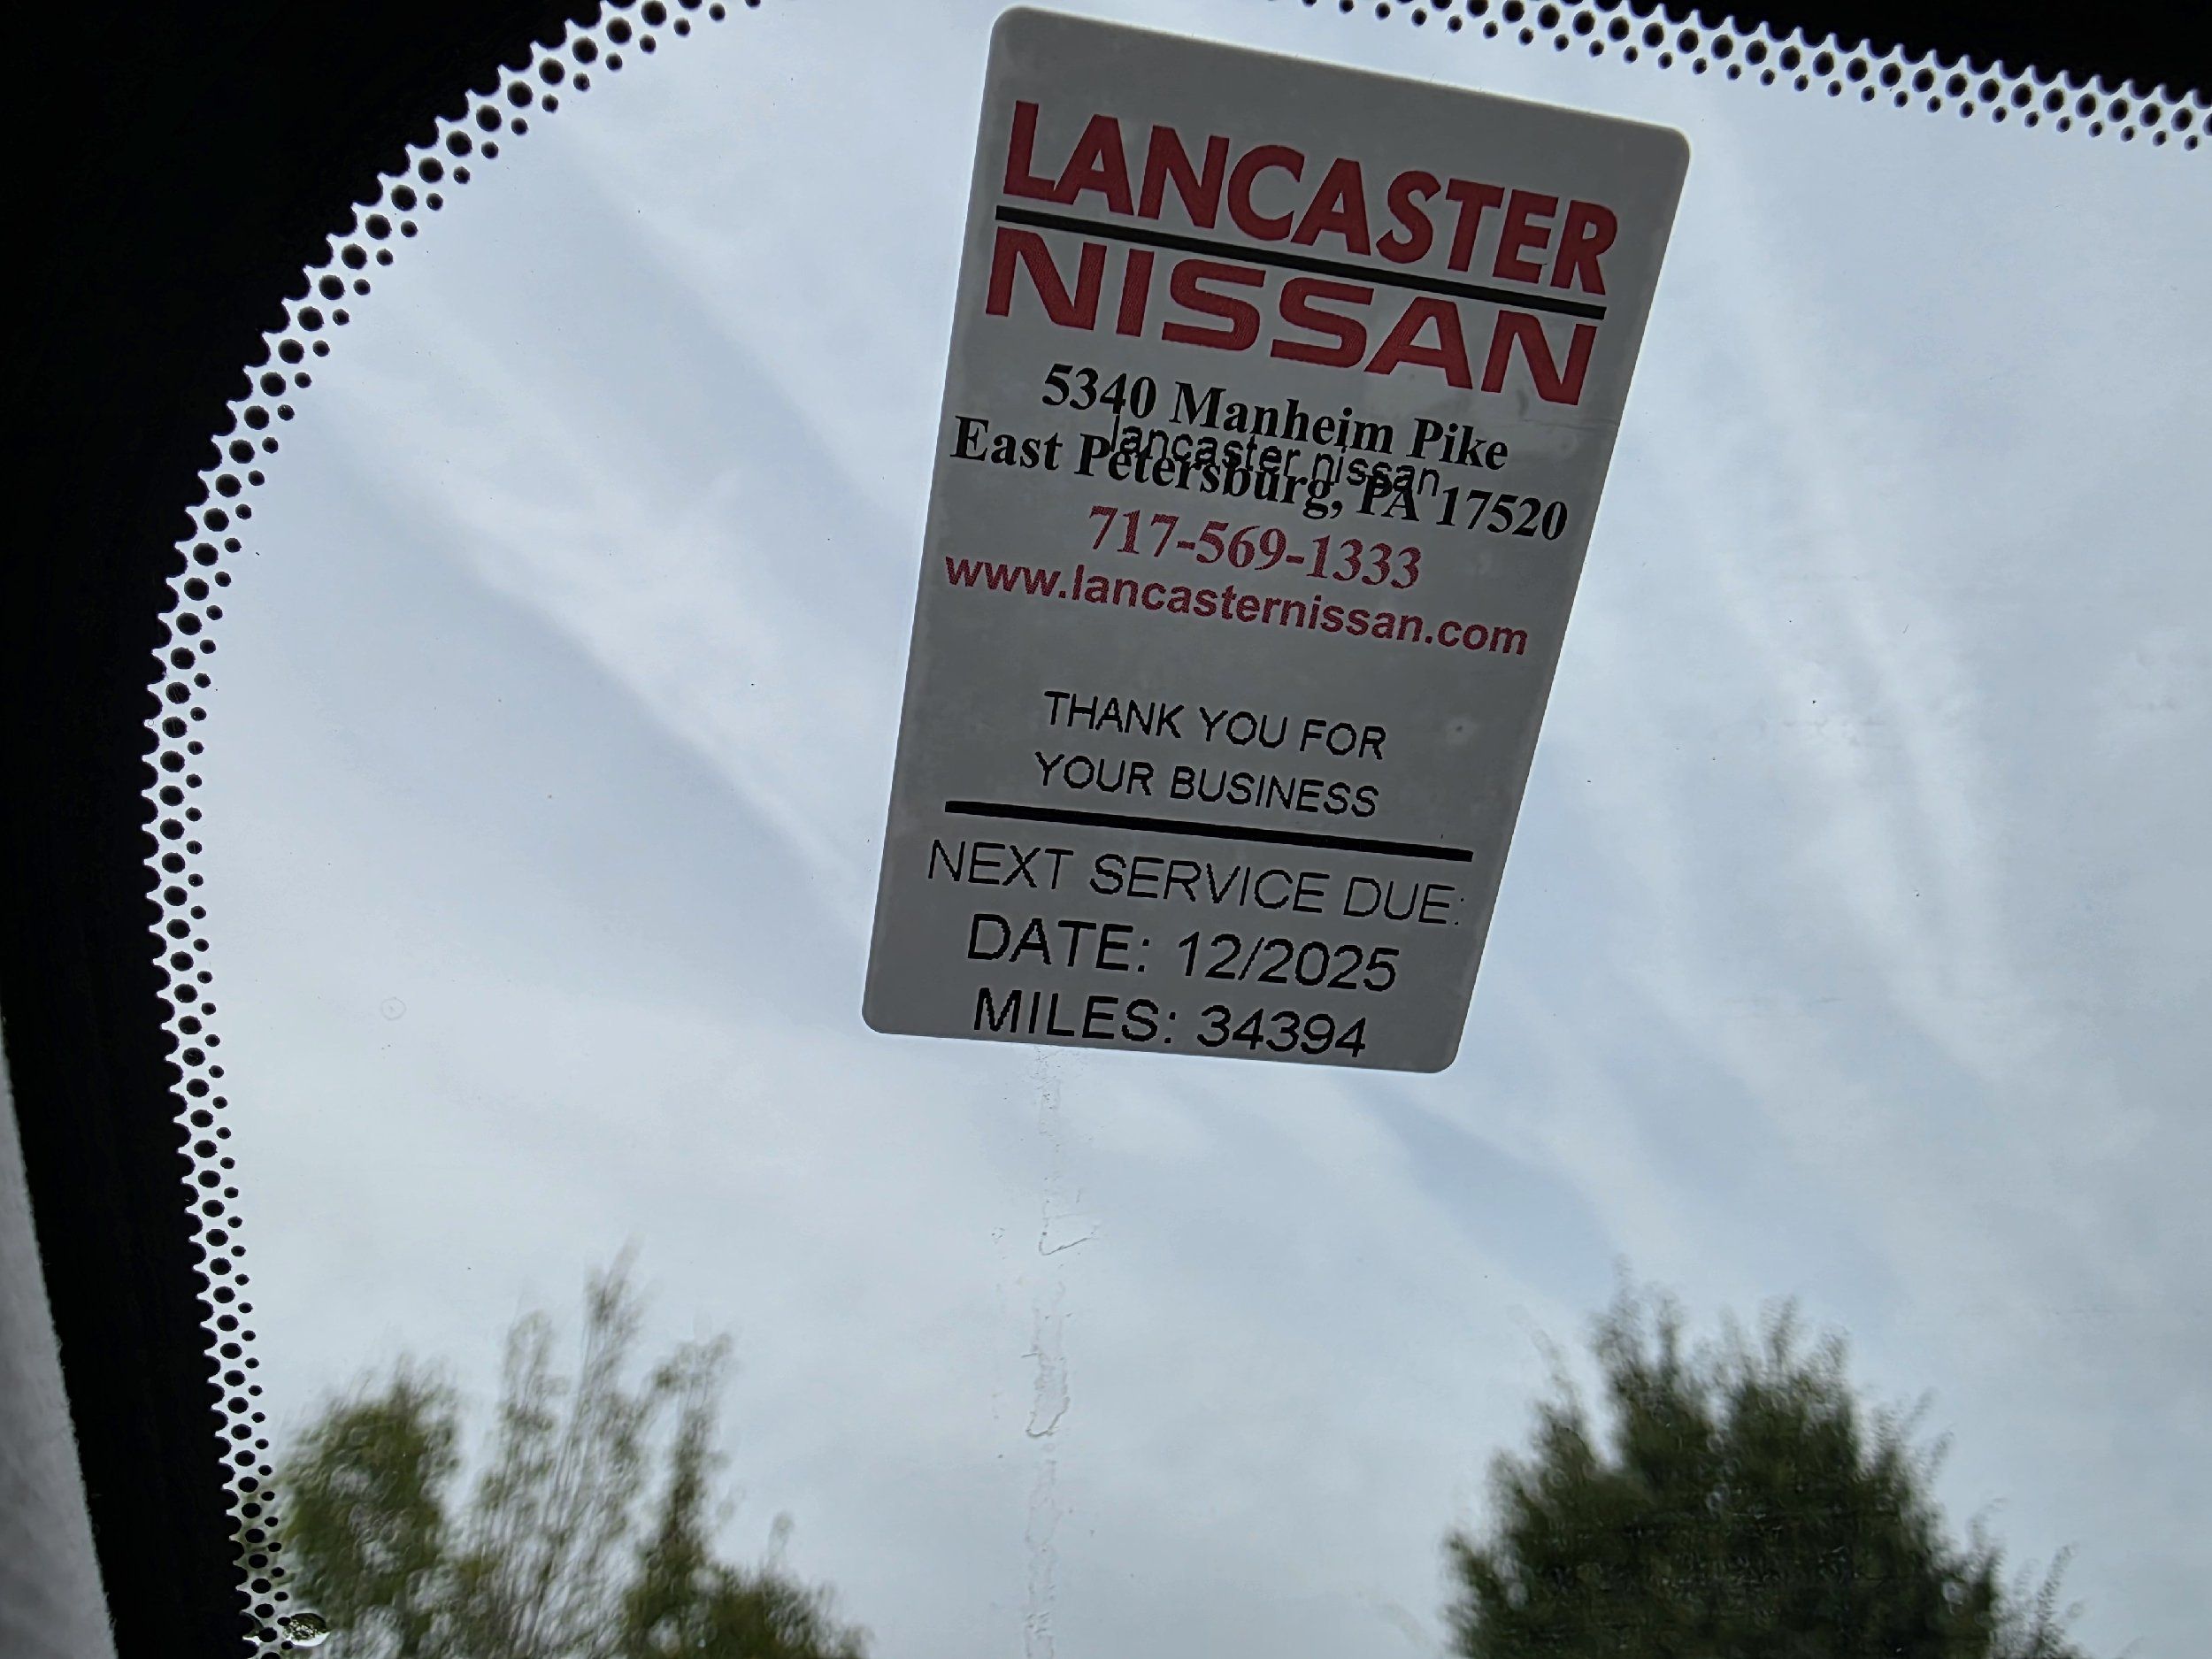 LANCASTER
NISSAN
5340 Manheim Pike
lancaster nissan
East Petersburg, PA 17520
717-569-1333
www.lancasternissan.com
THANK YOU FOR
YOUR BUSINESS
NEXT SERVICE DUE:
DATE: 12/2025
MILES: 34394